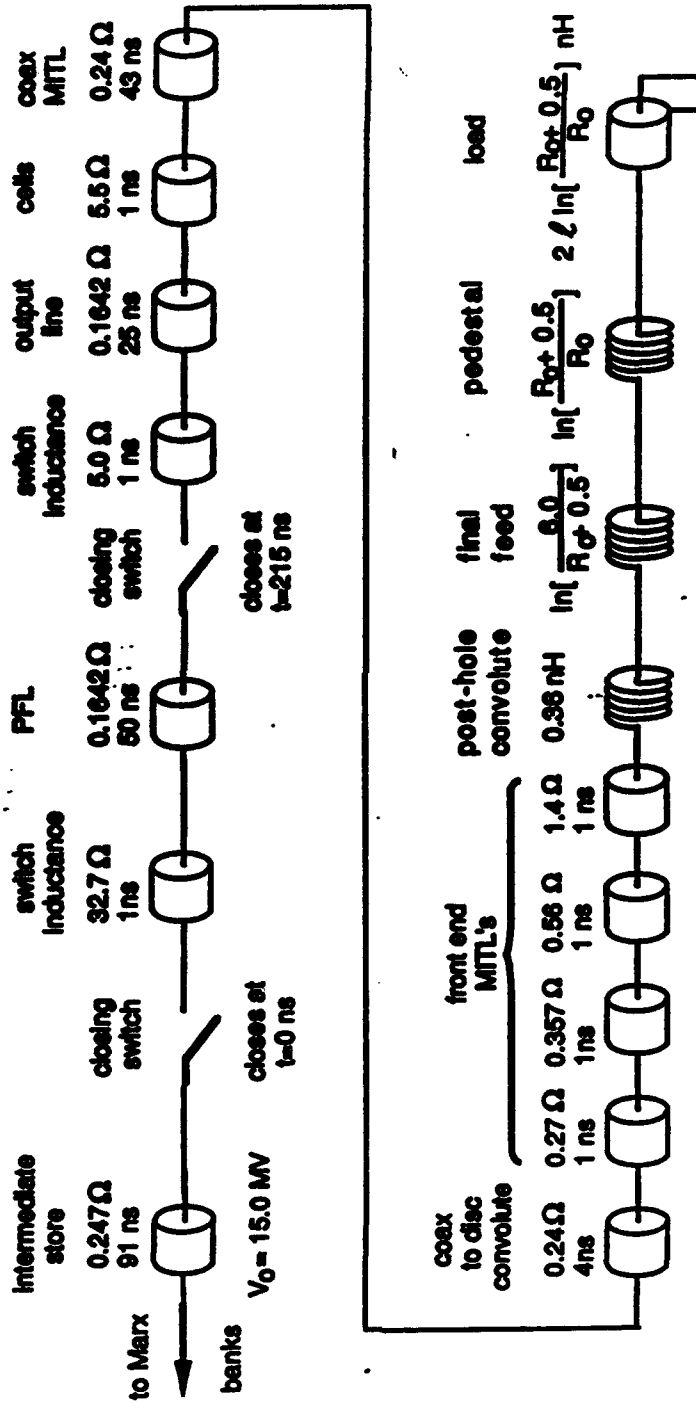 to Marx
banks
intermediate
store
0.247Ω
91 ns
V₀ = 15.0 MV
closing
switch
closes at
t=0 ns
switch
inductance
32.7 Ω
1ns
PFL
0.1642Ω
50 ns
closing
switch
closes at
t=215 ns
switch
inductance
5.0 Ω
1 ns
output
line
0.1642 Ω
25 ns
cells
5.5 Ω
1 ns
coax
MITL
0.24 Ω
43 ns
coax
to disc
convolute
0.24Ω
4ns
front end
MITL's
0.27 Ω
1 ns
0.357Ω
1ns
0.56 Ω
1 ns
1.4 Ω
1 ns
post-hole
convolute
0.36 nH
final
feed
ln[ 6.0 / R₀+ 0.5 ]
pedestal
ln[ R₀+ 0.5 / R₀ ]
load
2 ℓ ln[ R₀+ 0.5 / R₀ ] nH